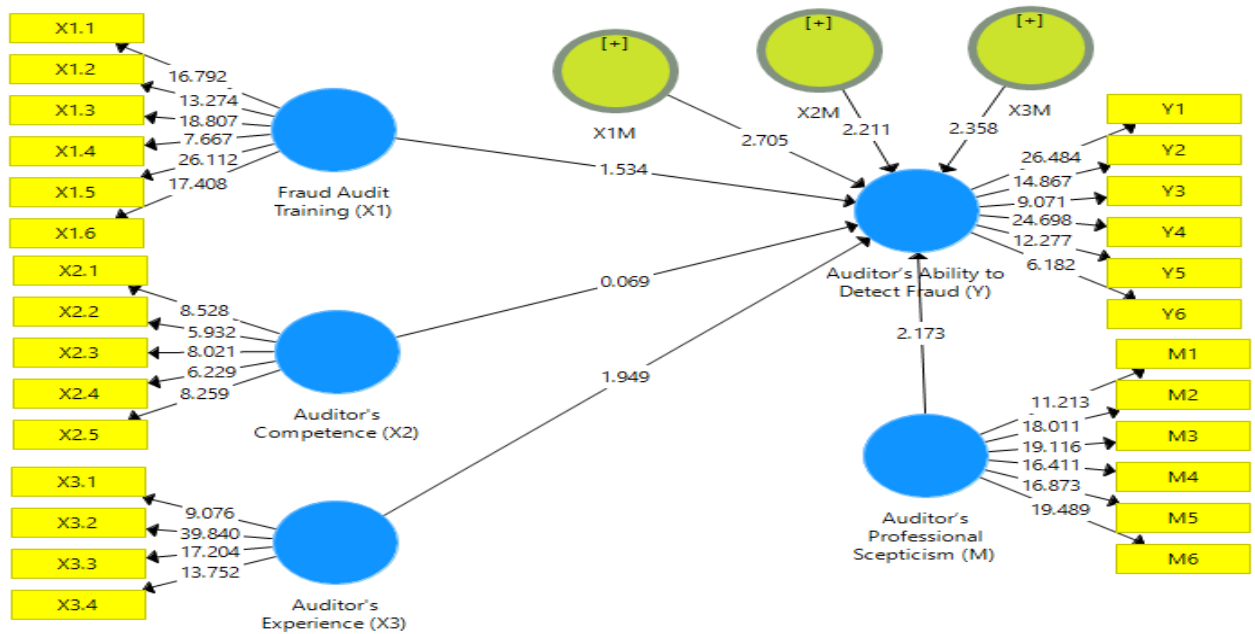 X1.1
X1.2
X1.3
X1.4
X1.5
X1.6
16.792
13.274
18.807
7.667
26.112
17.408
Fraud Audit
Training (X1)
X2.1
X2.2
X2.3
X2.4
X2.5
8.528
5.932
8.021
6.229
8.259
Auditor's
Competence (X2)
X3.1
X3.2
X3.3
X3.4
9.076
39.840
17.204
13.752
Auditor's
Experience (X3)
[+]
X1M
[+]
X2M
[+]
X3M
2.705
2.211
2.358
1.534
0.069
1.949
2.173
Auditor's Ability to
Detect Fraud (Y)
26.484
14.867
9.071
24.698
12.277
6.182
Y1
Y2
Y3
Y4
Y5
Y6
Auditor's
Professional
Scepticism (M)
11.213
18.011
19.116
16.411
16.873
19.489
M1
M2
M3
M4
M5
M6